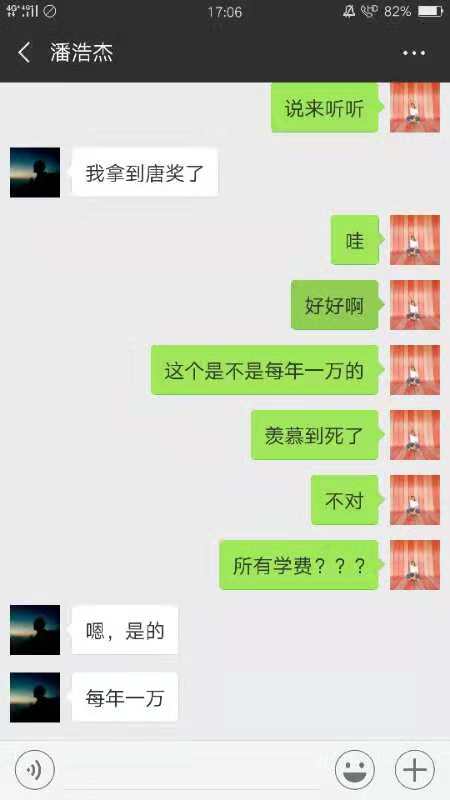 17:06
82%
潘浩杰
说来听听
我拿到唐奖了
哇
好好啊
这个是不是每年一万的
羡慕到死了
不对
所有学费？？？
嗯，是的
每年一万